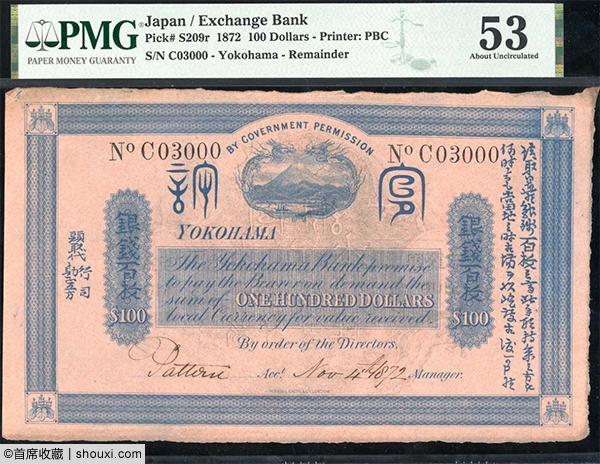 PMG
PAPER MONEY GUARANTY
Japan / Exchange Bank
Pick# S209r 1872 100 Dollars - Printer: PBC
S/N C03000 - Yokohama - Remainder
53
About Uncirculated
BY GOVERNMENT PERMISSION
No C03000
No C03000
官
許
YOKOHAMA
銀錢百枚
銀錢百枚
The Yokohama Bank promise
to pay the Bearer on demand the
sum of ONE HUNDRED DOLLARS
local Currency for value received.
$100
$100
By order of the Directors,
Pattern Acct. Nov 4th 1872 Manager.
©首席收藏 | shouxi.com